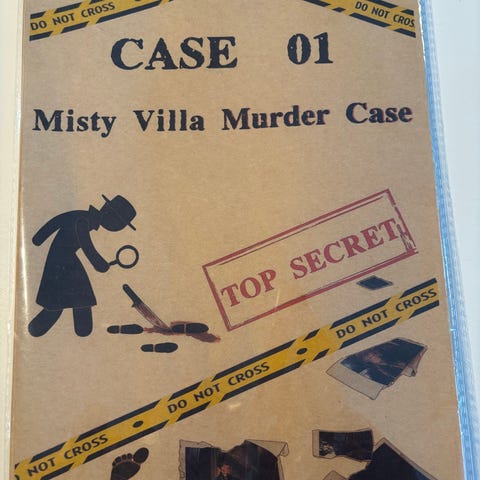 DO NOT CROSS
DO NOT CROSS
CASE 01
Misty Villa Murder Case
TOP SECRET
DO NOT CROSS
DO NOT CROSS
NOT CROSS